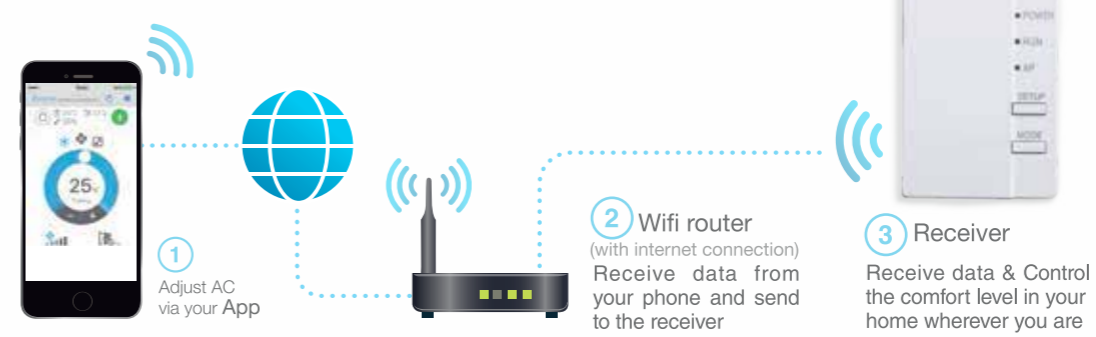 25
1
Adjust AC
via your App
2 Wifi router
(with internet connection)
Receive data from
your phone and send
to the receiver
POWER
RUN
AP
SETUP
MODE
3 Receiver
Receive data & Control
the comfort level in your
home wherever you are